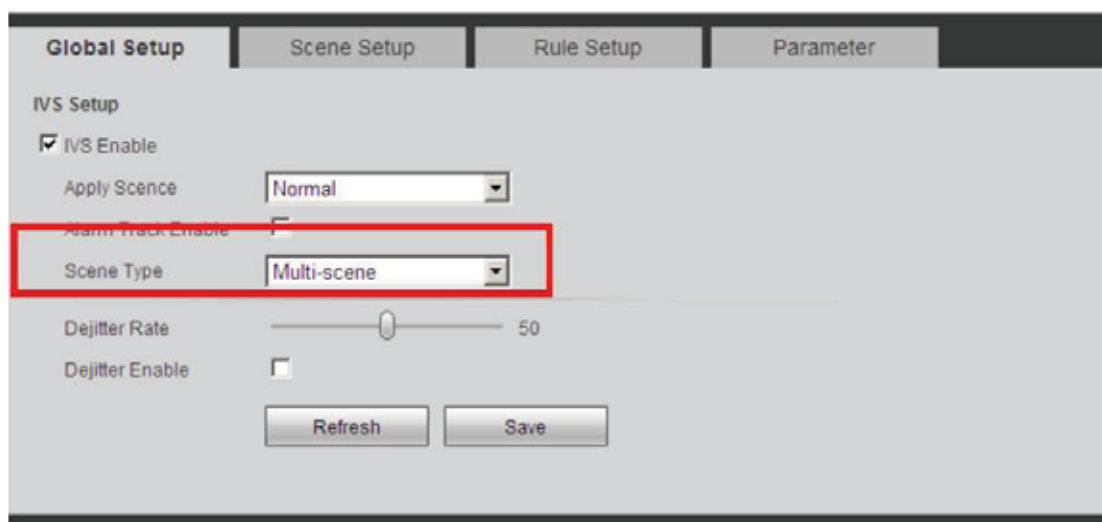 Global Setup Scene Setup Rule Setup Parameter
IVS Setup
IVS Enable
Apply Scence Normal
Alarm Track Enable
Scene Type Multi-scene
Dejitter Rate 50
Dejitter Enable
Refresh Save